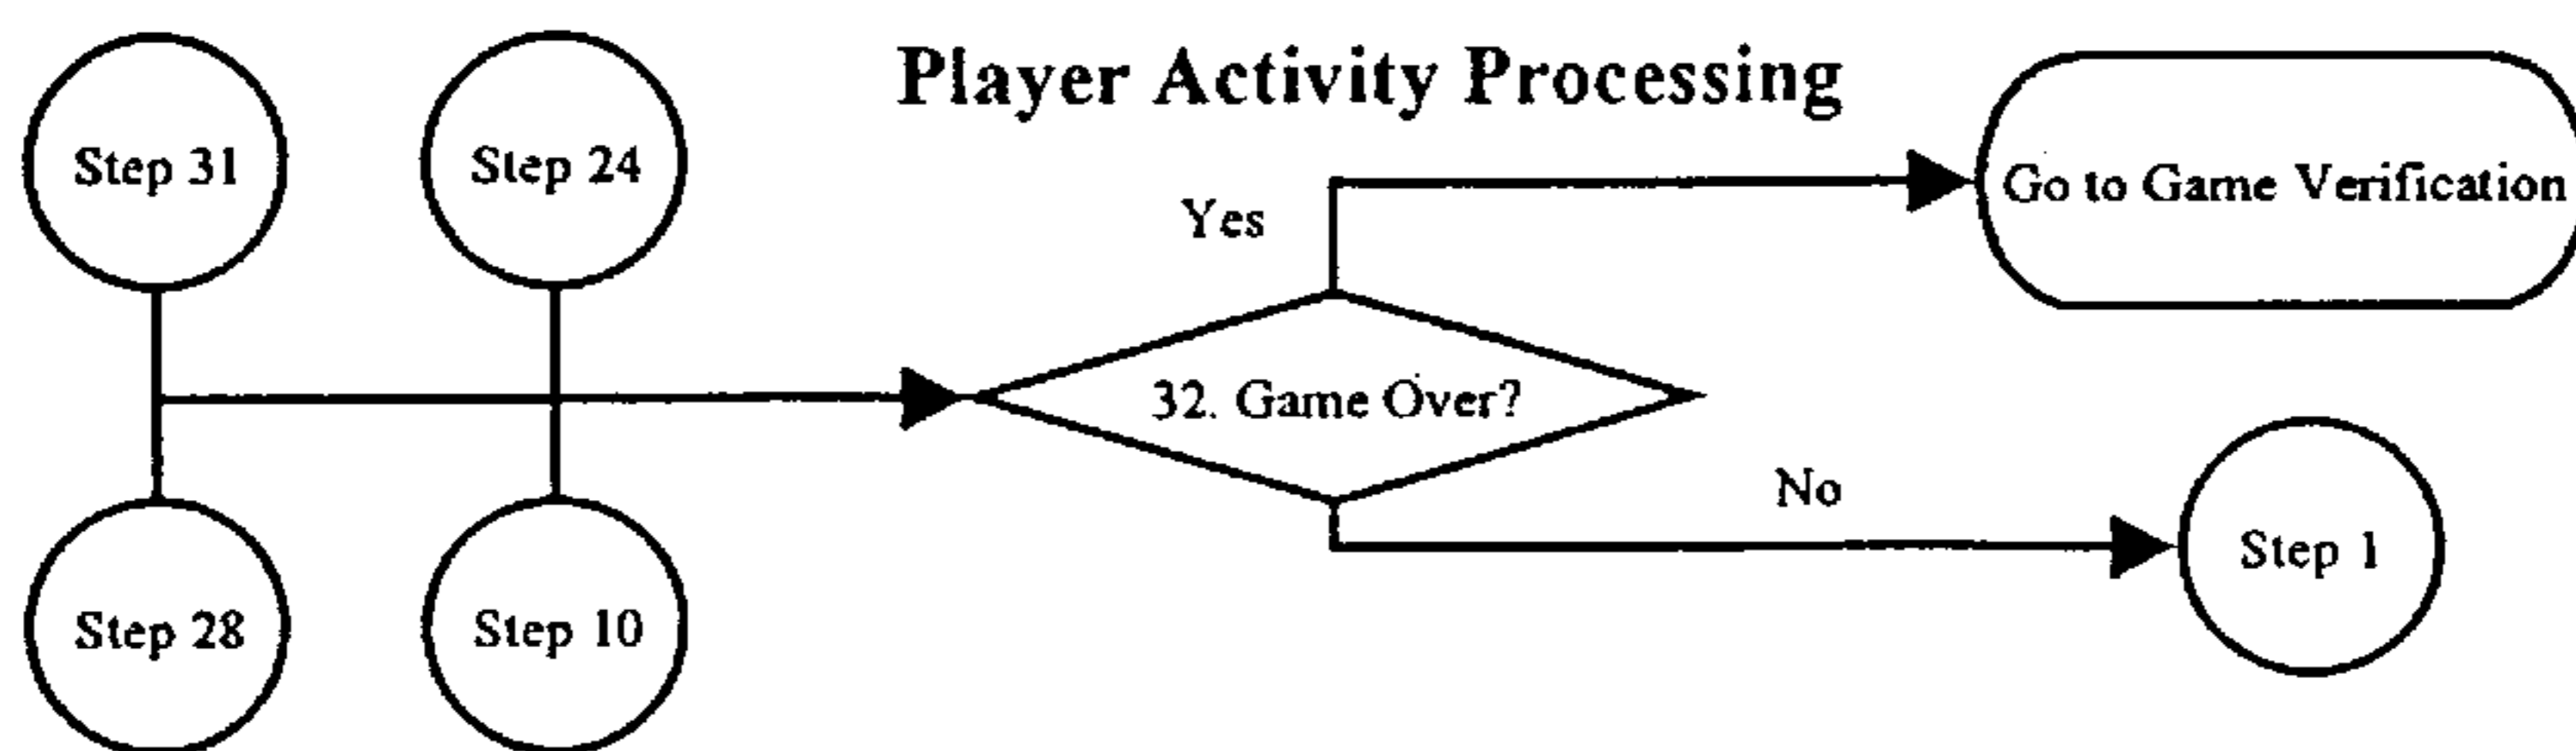 Player Activity Processing
Step 31
Step 24
Go to Game Verification
Yes
32. Game Over?
No
Step 1
Step 28
Step 10